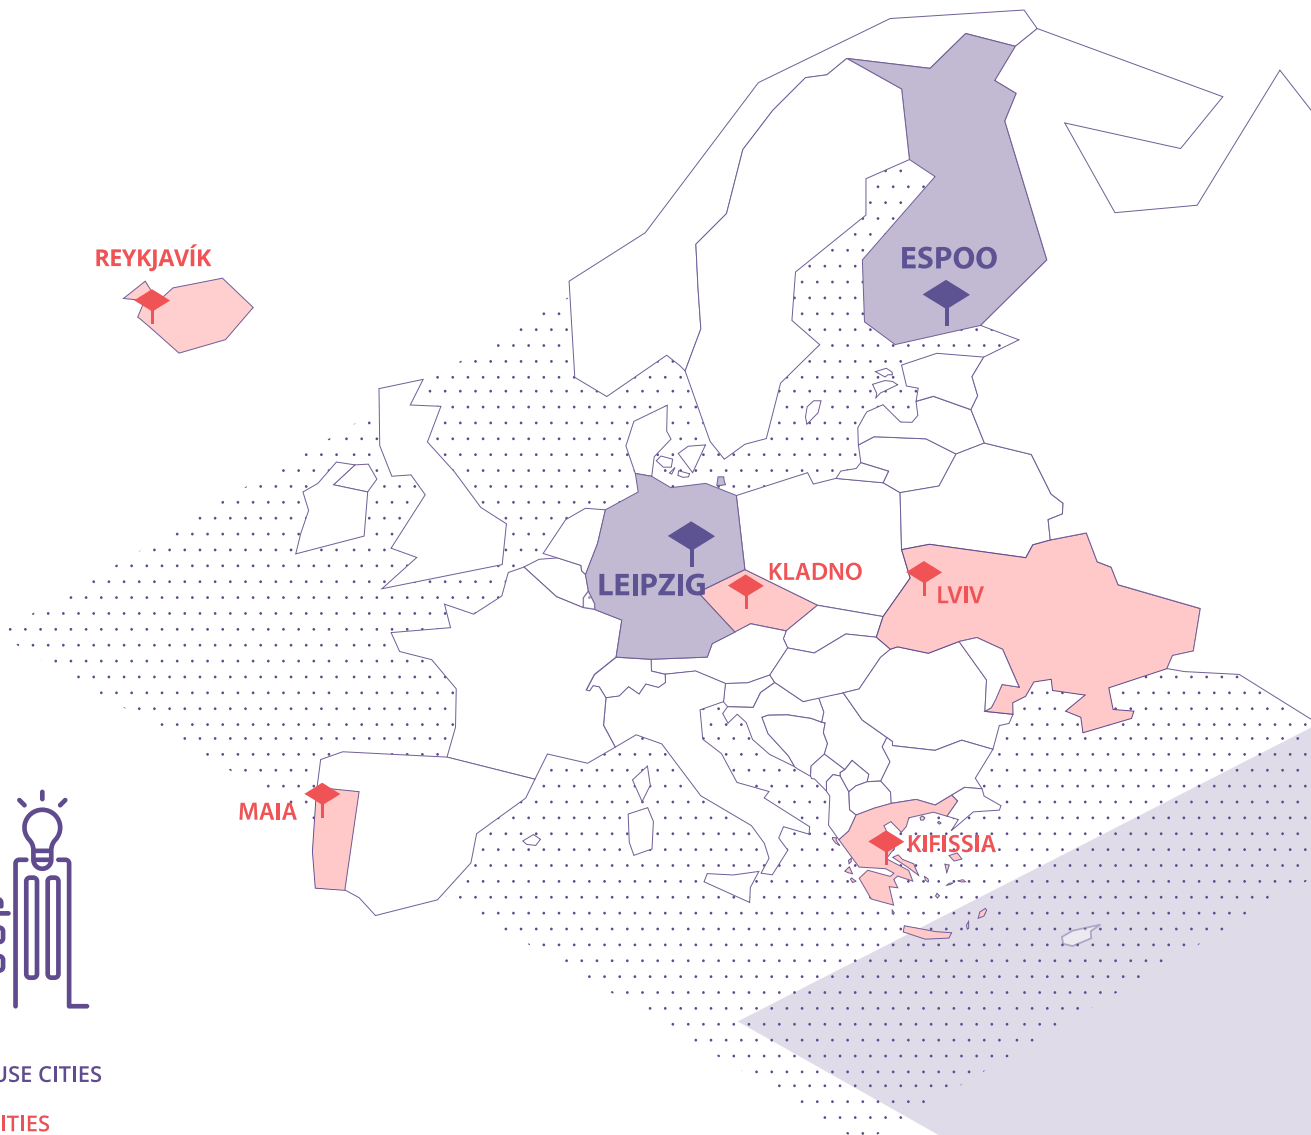 REYKJAVÍK
ESPOO
KLADNO
LEIPZIG
LVIV
MAIA
KIFISSIA
USE CITIES
ITIES